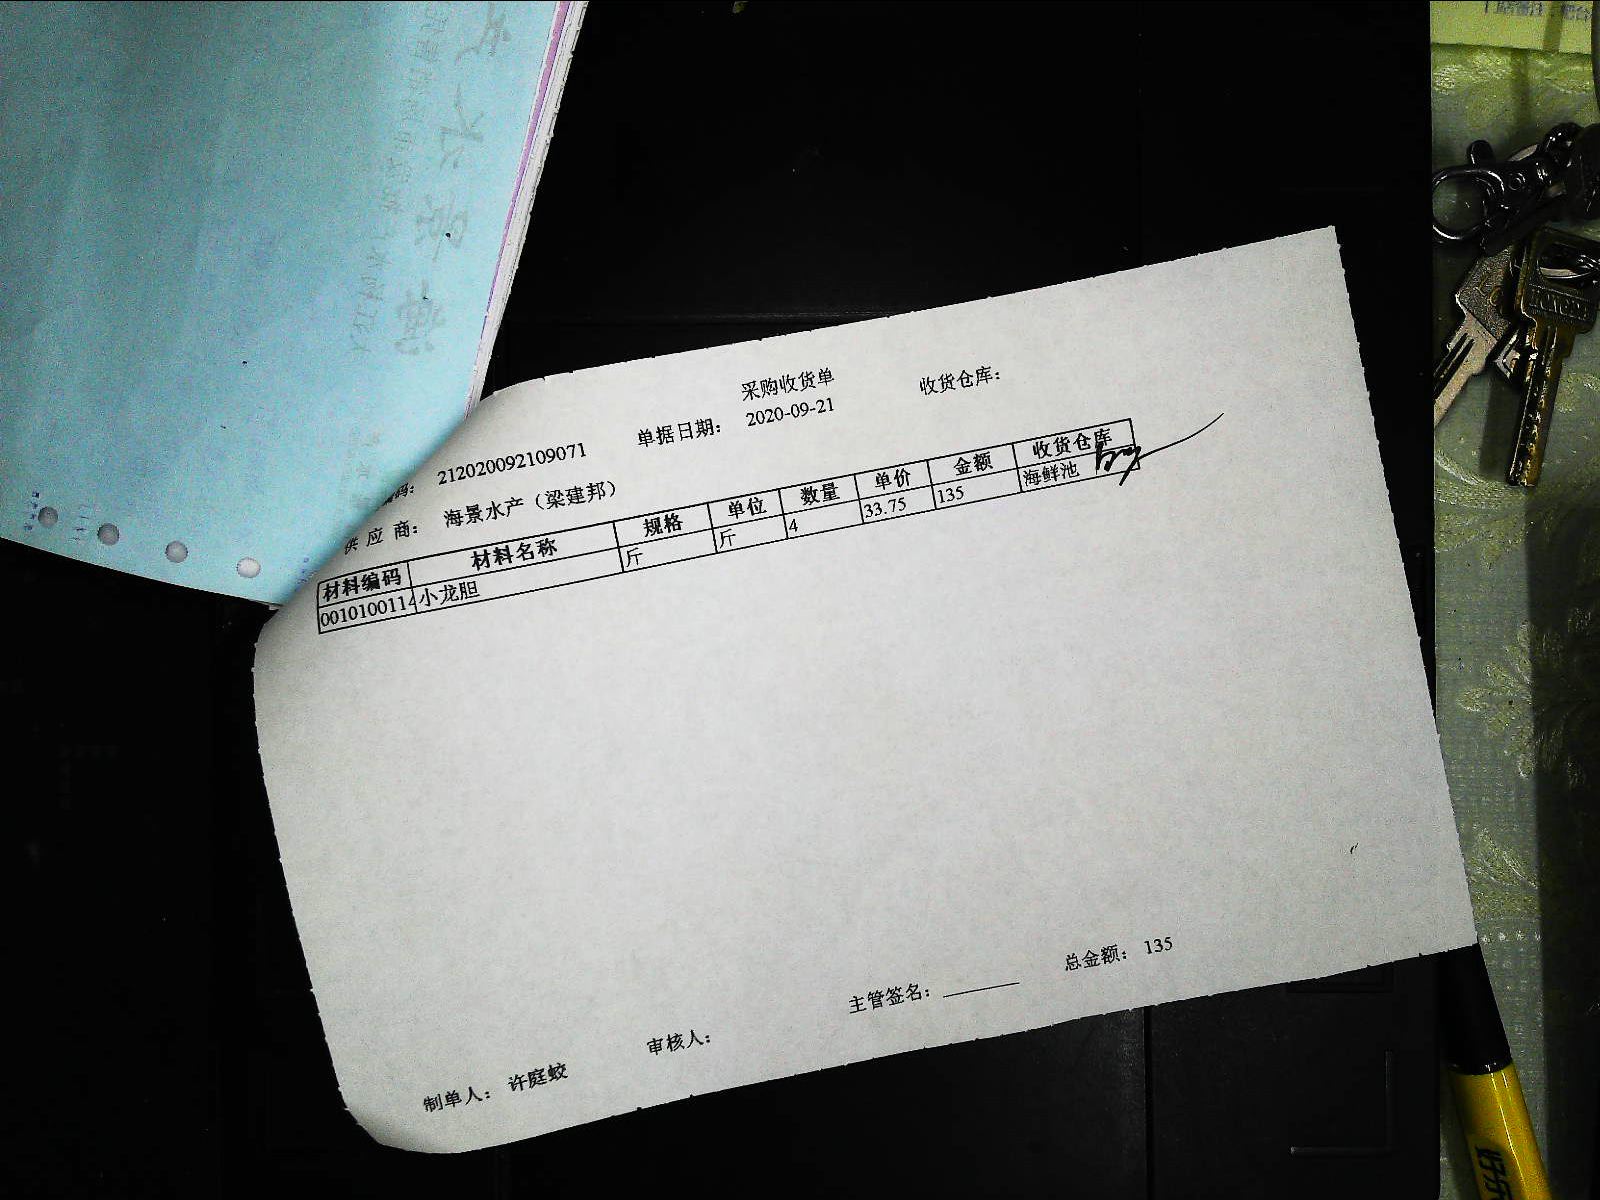 采购收货单
编码： 212020092109071 单据日期： 2020-09-21 收货仓库：
供 应 商： 海景水产（梁建邦）
材料编码 材料名称 规格 单位 数量 单价 金额 收货仓库
0010100114 小龙胆 斤 斤 4 33.75 135 海鲜池
总金额： 135
制单人： 许庭蛟 审核人： 主管签名：